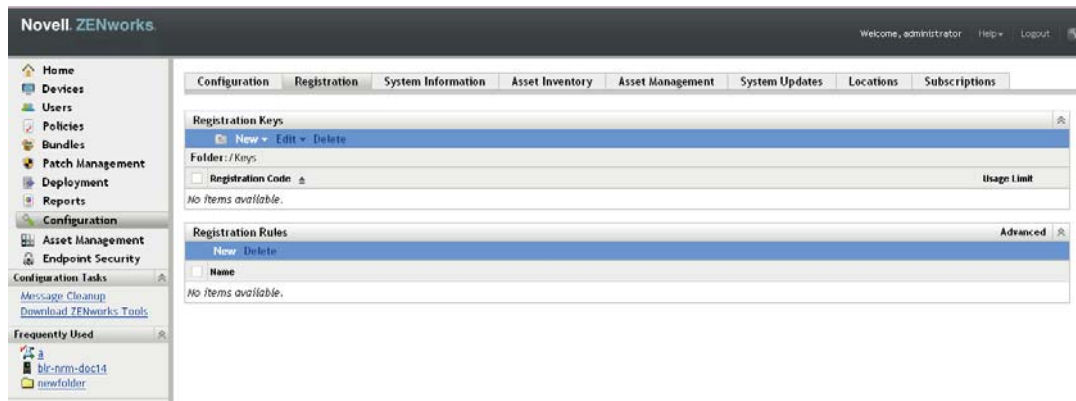 Novell ZENworks.
Welcome, administrator Help Logout
Home
Devices
Users
Policies
Bundles
Patch Management
Deployment
Reports
Configuration
Asset Management
Endpoint Security
Configuration Tasks
Message Cleanup
Download ZENworks Tools
Frequently Used
a
blr-nrm-doc14
newfolder
Configuration Registration System Information Asset Inventory Asset Management System Updates Locations Subscriptions
Registration Keys
New Edit Delete
Folder: /Keys
Registration Code Usage Limit
No items available.
Registration Rules Advanced
New Delete
Name
No items available.